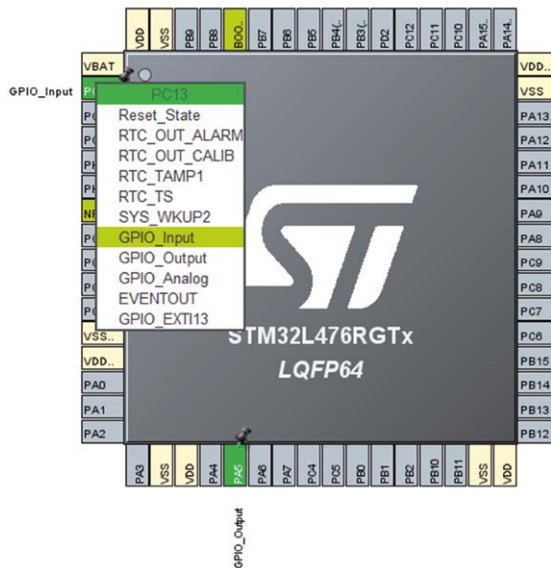 VDD
VSS
PB9
PB8
BOO..
PB7
PB6
PB5
PB4(..
PB3(..
PD2
PC12
PC11
PC10
PA15..
PA14..
VBAT
GPIO_Input
PC13
Reset_State
RTC_OUT_ALARM
RTC_OUT_CALIB
RTC_TAMP1
RTC_TS
SYS_WKUP2
GPIO_Input
GPIO_Output
GPIO_Analog
EVENTOUT
GPIO_EXTI13
VSS..
VDD..
PA0
PA1
PA2
VDD..
VSS
PA13
PA12
PA11
PA10
PA9
PA8
PC9
PC8
PC7
PC6
PB15
PB14
PB13
PB12
STM32L476RGTx
LQFP64
PA3
VSS
VDD
PA4
PA5
PA6
PA7
PC4
PC5
PB0
PB1
PB2
PB10
PB11
VSS
VDD
GPIO_Output